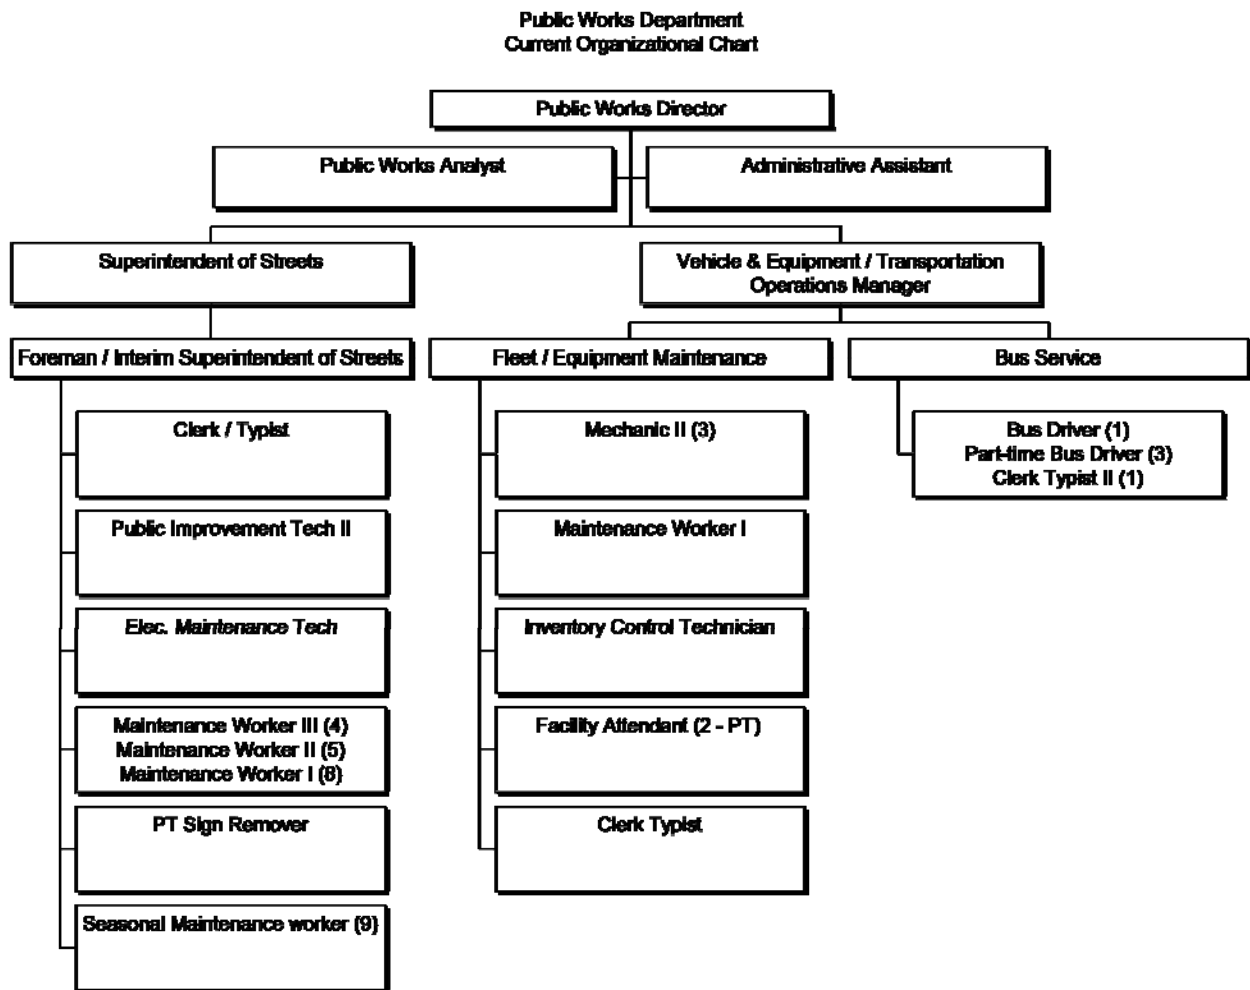 Public Works Department
Current Organizational Chart
Public Works Director
Public Works Analyst
Administrative Assistant
Superintendent of Streets
Vehicle & Equipment / Transportation
Operations Manager
Foreman / Interim Superintendent of Streets
Fleet / Equipment Maintenance
Bus Service
Clerk / Typist
Public Improvement Tech II
Elec. Maintenance Tech
Maintenance Worker III (4)
Maintenance Worker II (5)
Maintenance Worker I (8)
PT Sign Remover
Seasonal Maintenance worker (9)
Mechanic II (3)
Maintenance Worker I
Inventory Control Technician
Facility Attendant (2 - PT)
Clerk Typist
Bus Driver (1)
Part-time Bus Driver (3)
Clerk Typist II (1)